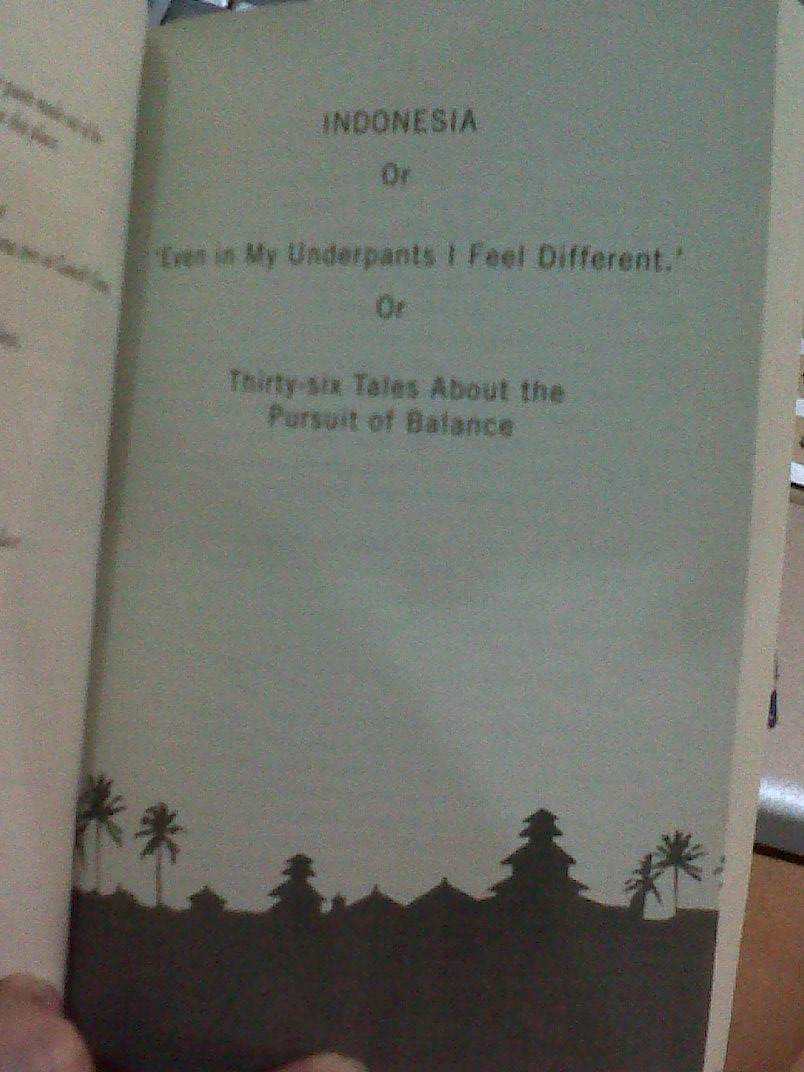 INDONESIA
Or
'Even in My Underpants I Feel Different.'
Or
Thirty-six Tales About the
Pursuit of Balance